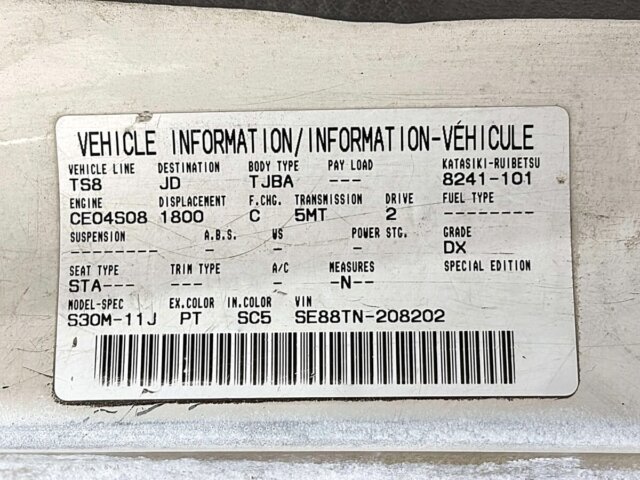 VEHICLE INFORMATION/INFORMATION-VÉHICULE
VEHICLE LINE DESTINATION BODY TYPE PAY LOAD KATASIKI-RUIBETSU
TS8 JD TJBA --- 8241-101
ENGINE DISPLACEMENT F.CHG. TRANSMISSION DRIVE FUEL TYPE
CE04S08 1800 C 5MT 2 ---------
SUSPENSION A.B.S. WS POWER STG. GRADE
--------- - - - DX
SEAT TYPE TRIM TYPE A/C MEASURES SPECIAL EDITION
STA--- --- - -N--
MODEL-SPEC EX.COLOR IN.COLOR VIN
S30M-11J PT SC5 SE88TN-208202